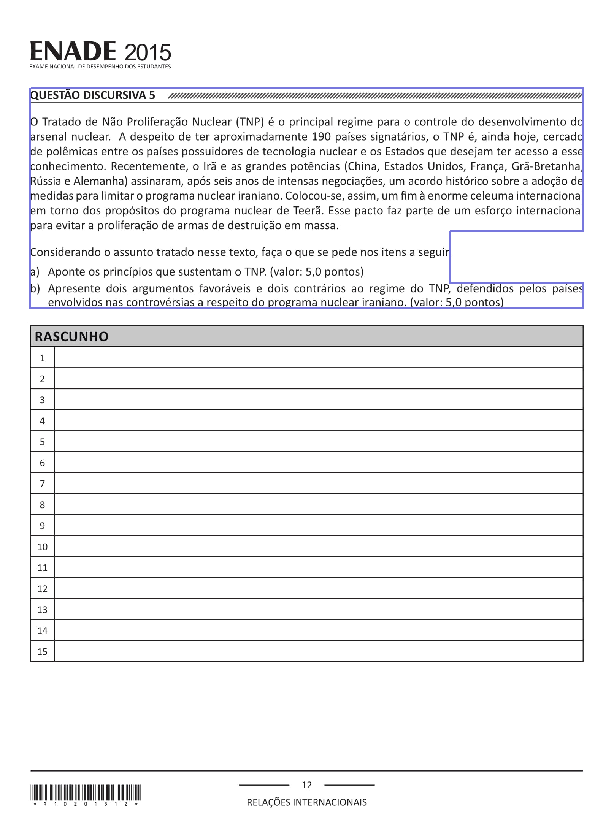 ENADE 2015
EXAME NACIONAL DE DESEMPENHO DOS ESTUDANTES
QUESTÃO DISCURSIVA 5
O Tratado de Não Proliferação Nuclear (TNP) é o principal regime para o controle do desenvolvimento do
arsenal nuclear. A despeito de ter aproximadamente 190 países signatários, o TNP é, ainda hoje, cercado
de polêmicas entre os países possuidores de tecnologia nuclear e os Estados que desejam ter acesso a esse
conhecimento. Recentemente, o Irã e as grandes potências (China, Estados Unidos, França, Grã-Bretanha,
Rússia e Alemanha) assinaram, após seis anos de intensas negociações, um acordo histórico sobre a adoção de
medidas para limitar o programa nuclear iraniano. Colocou-se, assim, um fim à enorme celeuma internaciona
em torno dos propósitos do programa nuclear de Teerã. Esse pacto faz parte de um esforço internaciona
para evitar a proliferação de armas de destruição em massa.
Considerando o assunto tratado nesse texto, faça o que se pede nos itens a seguir
a) Aponte os princípios que sustentam o TNP. (valor: 5,0 pontos)
b) Apresente dois argumentos favoráveis e dois contrários ao regime do TNP, defendidos pelos países
envolvidos nas controvérsias a respeito do programa nuclear iraniano. (valor: 5,0 pontos)
RASCUNHO
1
2
3
4
5
6
7
8
9
10
11
12
13
14
15
12
RELAÇÕES INTERNACIONAIS